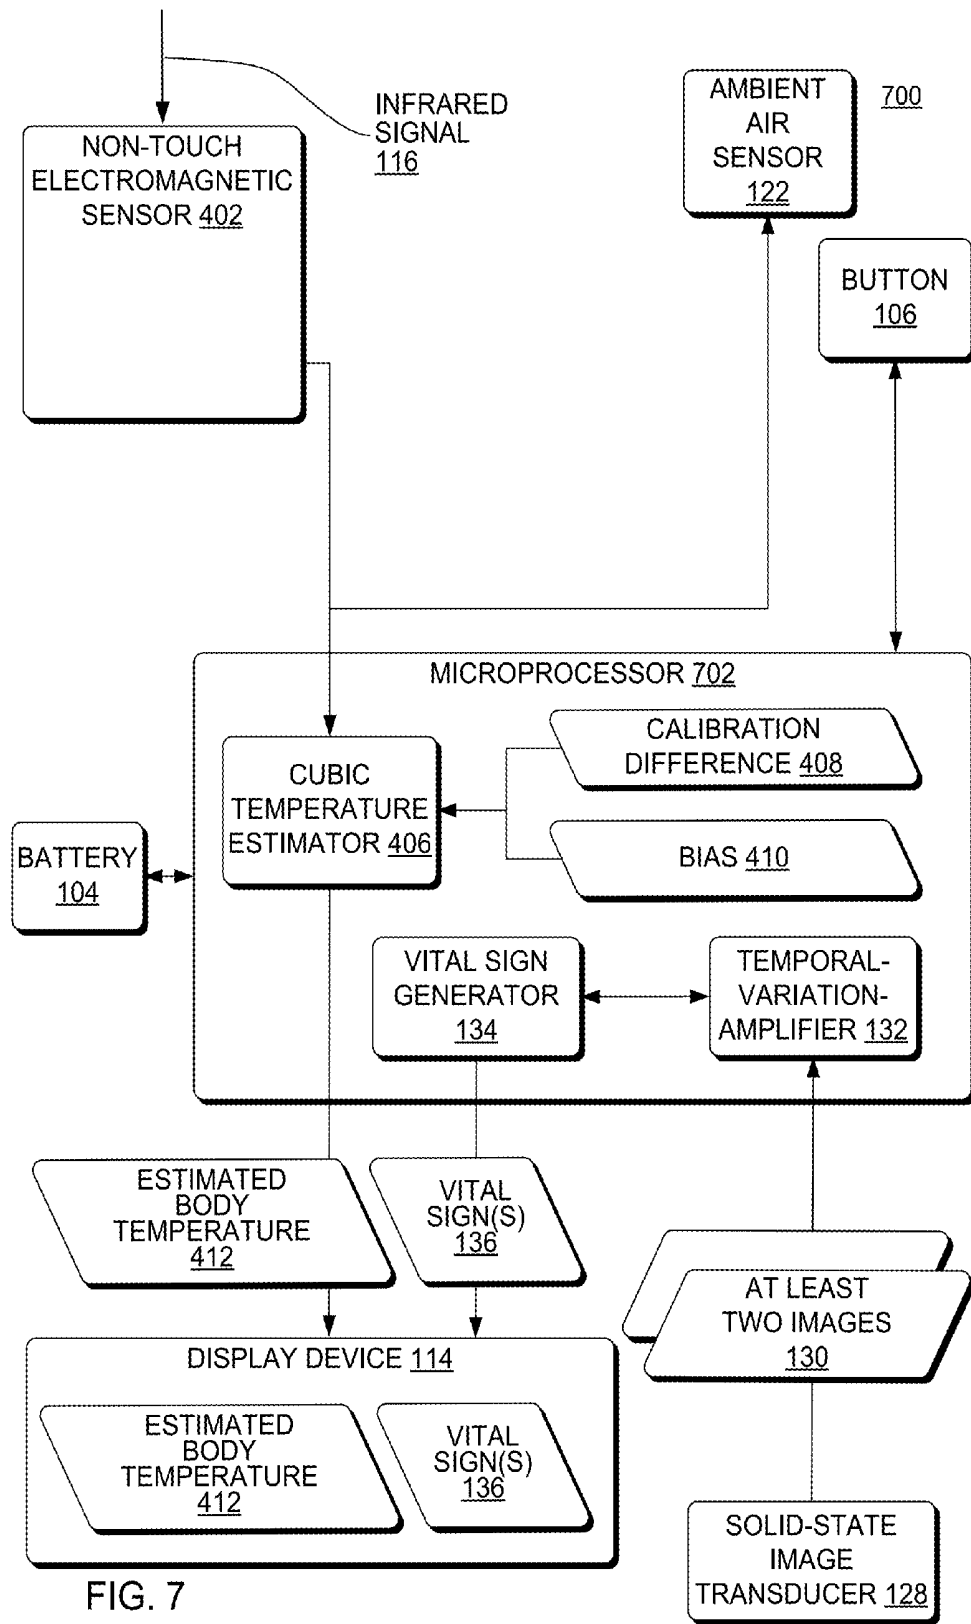 INFRARED
SIGNAL
116
NON-TOUCH
ELECTROMAGNETIC
SENSOR 402
AMBIENT
AIR
SENSOR
122
700
BUTTON
106
MICROPROCESSOR 702
CUBIC
TEMPERATURE
ESTIMATOR 406
CALIBRATION
DIFFERENCE 408
BIAS 410
BATTERY
104
VITAL SIGN
GENERATOR
134
TEMPORAL-
VARIATION-
AMPLIFIER 132
ESTIMATED
BODY
TEMPERATURE
412
VITAL
SIGN(S)
136
AT LEAST
TWO IMAGES
130
DISPLAY DEVICE 114
ESTIMATED
BODY
TEMPERATURE
412
VITAL
SIGN(S)
136
SOLID-STATE
IMAGE
TRANSDUCER 128
FIG. 7